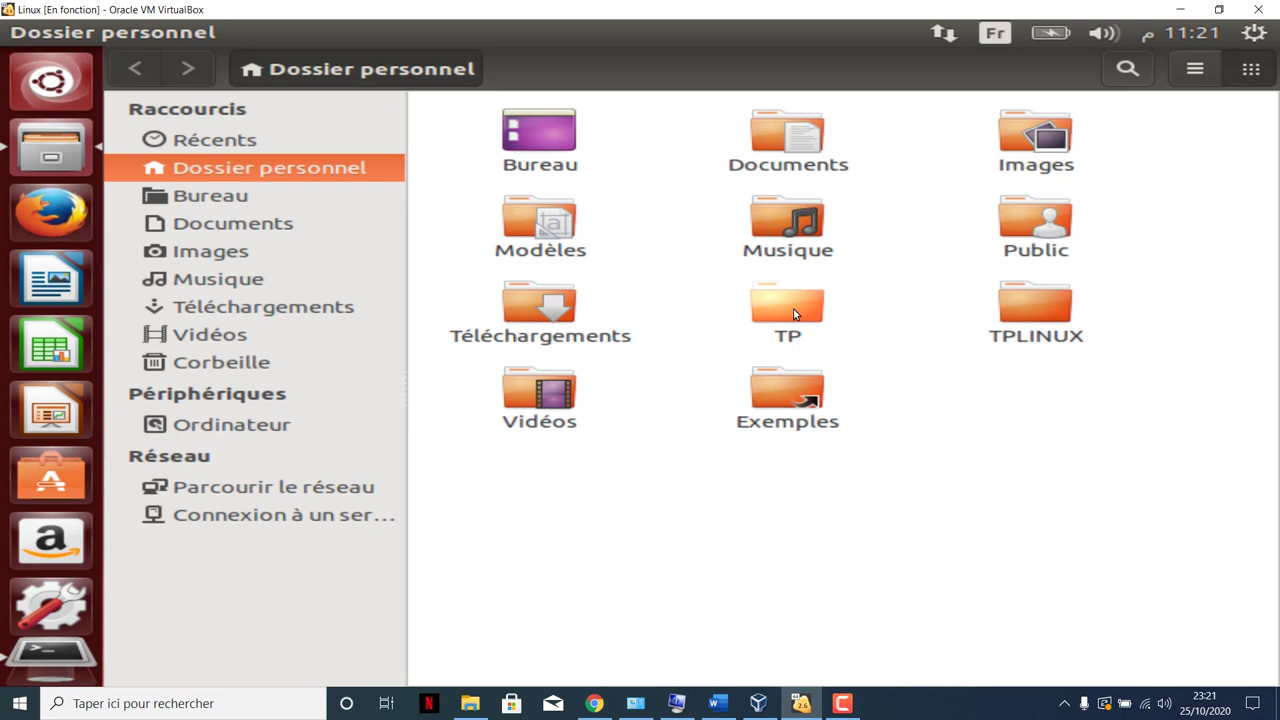 Linux [En fonction] - Oracle VM VirtualBox
Dossier personnel
Fr
م 11:21
Dossier personnel
Raccourcis
Récents
Dossier personnel
Bureau
Documents
Images
Musique
Téléchargements
Vidéos
Corbeille
Périphériques
Ordinateur
Réseau
Parcourir le réseau
Connexion à un ser...
Bureau
Documents
Images
Modèles
Musique
Public
Téléchargements
TP
TPLINUX
Vidéos
Exemples
Taper ici pour rechercher
23:21
25/10/2020